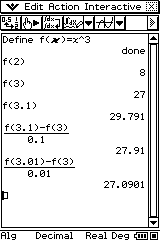 Edit Action Interactive
Define f(x)=x^3
done
f(2)
8
f(3)
27
f(3.1)
29.791
f(3.1)-f(3)
0.1
27.91
f(3.01)-f(3)
0.01
27.0901
Alg Decimal Real Deg